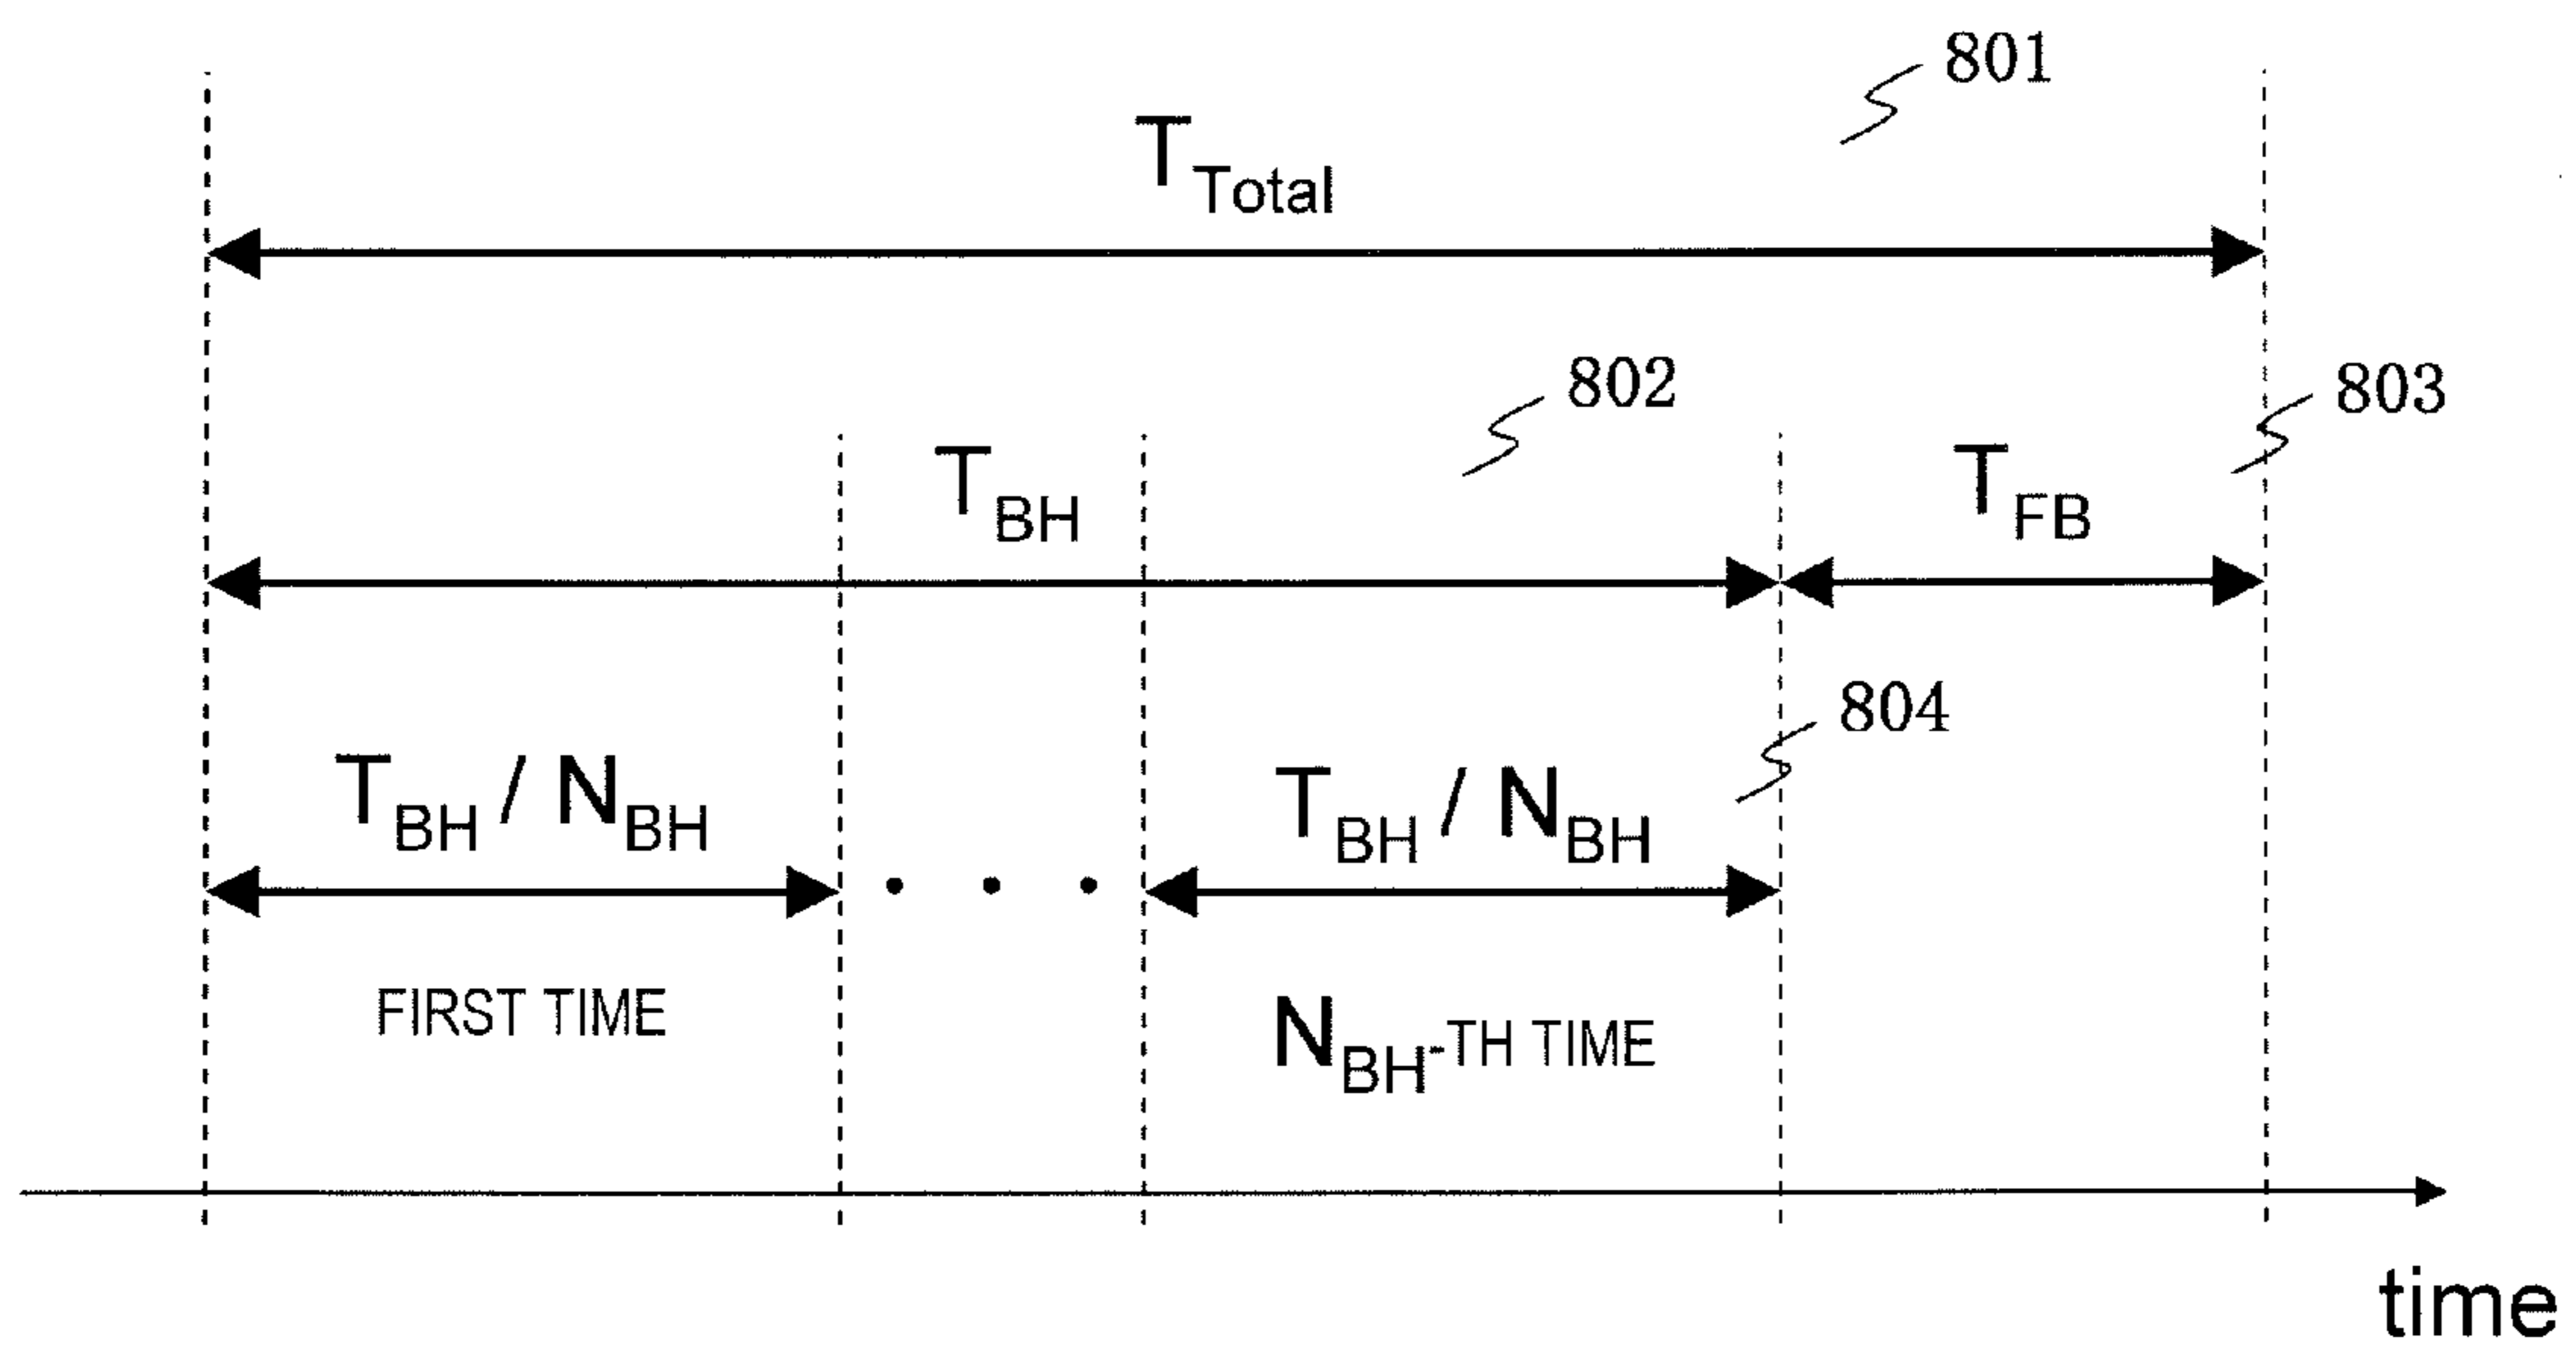 801
T_Total
802
803
T_BH
T_FB
804
T_BH / N_BH
T_BH / N_BH
· · ·
FIRST TIME
N_BH-TH TIME
time